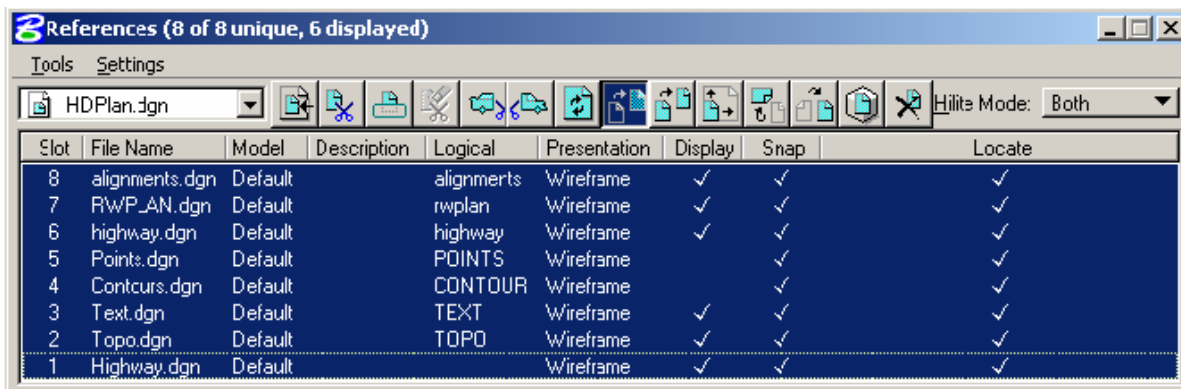 References (8 of 8 unique, 6 displayed)
Tools Settings
HDPlan.dgn Hilite Mode: Both
Slot File Name Model Description Logical Presentation Display Snap Locate
8 alignments.dgn Default alignments Wireframe
7 RWPLAN.dgn Default rwplan Wireframe
6 highway.dgn Default highway Wireframe
5 Points.dgn Default POINTS Wireframe
4 Contours.dgn Default CONTOUR Wireframe
3 Text.dgn Default TEXT Wireframe
2 Topo.dgn Default TOPO Wireframe
1 Highway.dgn Default Wireframe